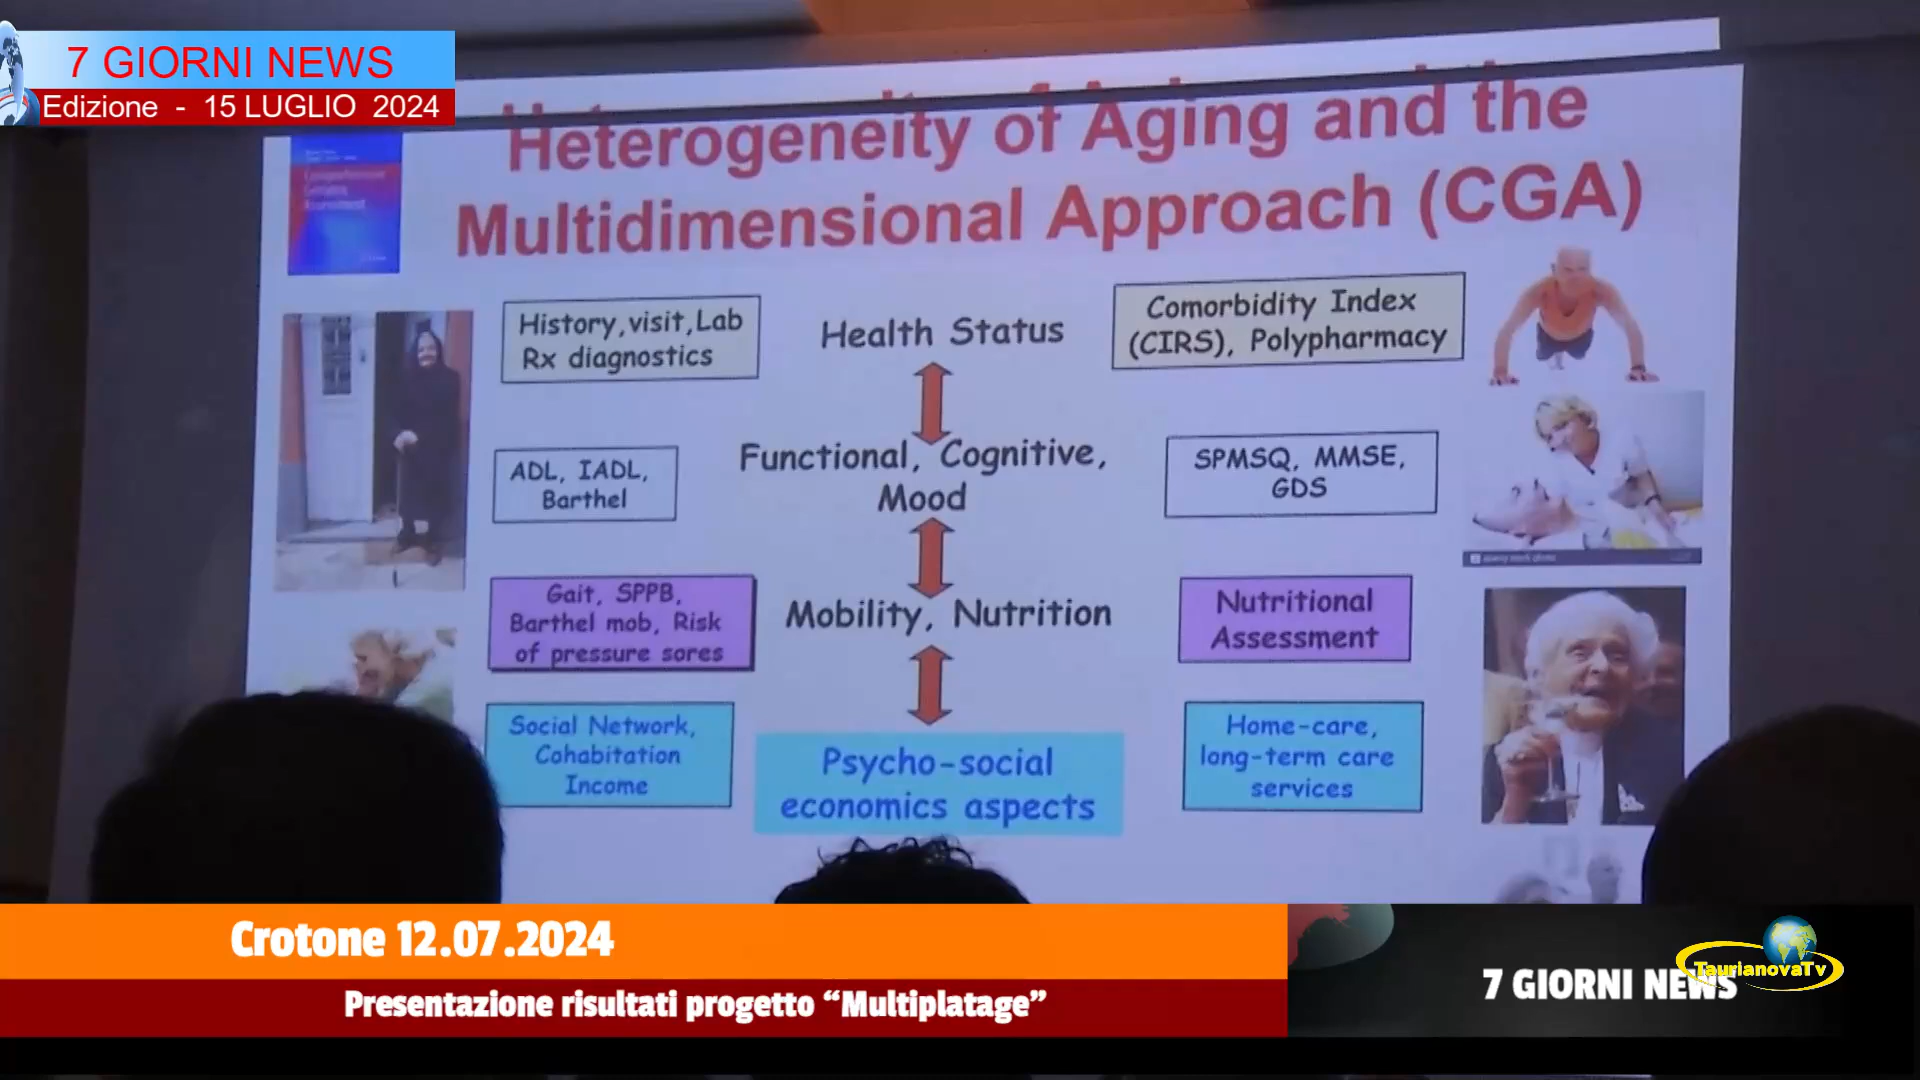 7 GIORNI NEWS
Edizione - 15 LUGLIO 2024
Heterogeneity of Aging and the
Multidimensional Approach (CGA)
Comprehensive
Geriatric
Assessment
History,visit,Lab
Rx diagnostics
Health Status
Comorbidity Index
(CIRS), Polypharmacy
ADL, IADL,
Barthel
Functional, Cognitive,
Mood
SPMSQ, MMSE,
GDS
Gait, SPPB,
Barthel mob, Risk
of pressure sores
Mobility, Nutrition
Nutritional
Assessment
Social Network,
Cohabitation
Income
Psycho-social
economics aspects
Home-care,
long-term care
services
Crotone 12.07.2024
Presentazione risultati progetto “Multiplatage”
7 GIORNI NEWS
TaurianovaTv